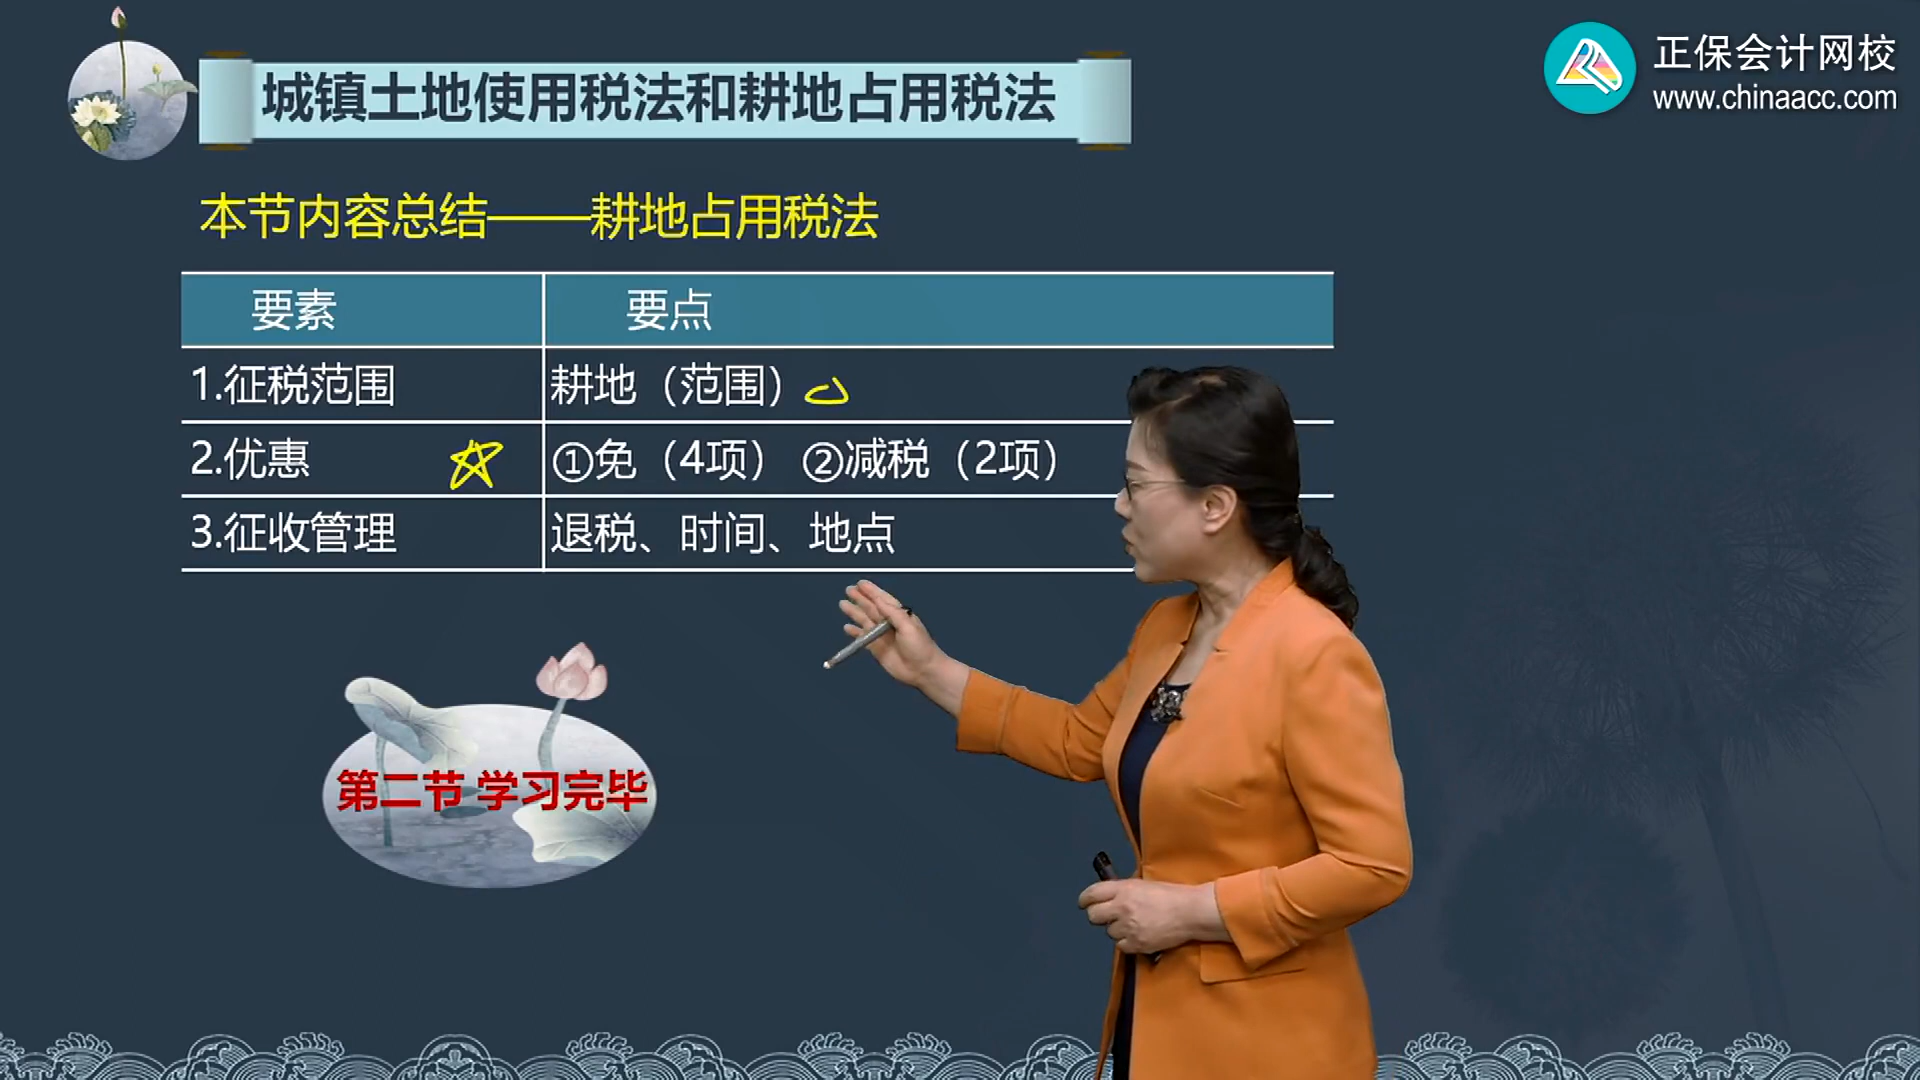 正保会计网校
www.chinaacc.com
城镇土地使用税法和耕地占用税法
本节内容总结——耕地占用税法
要素 要点
1.征税范围 耕地（范围）
2.优惠 ①免（4项） ②减税（2项）
3.征收管理 退税、时间、地点
第二节 学习完毕